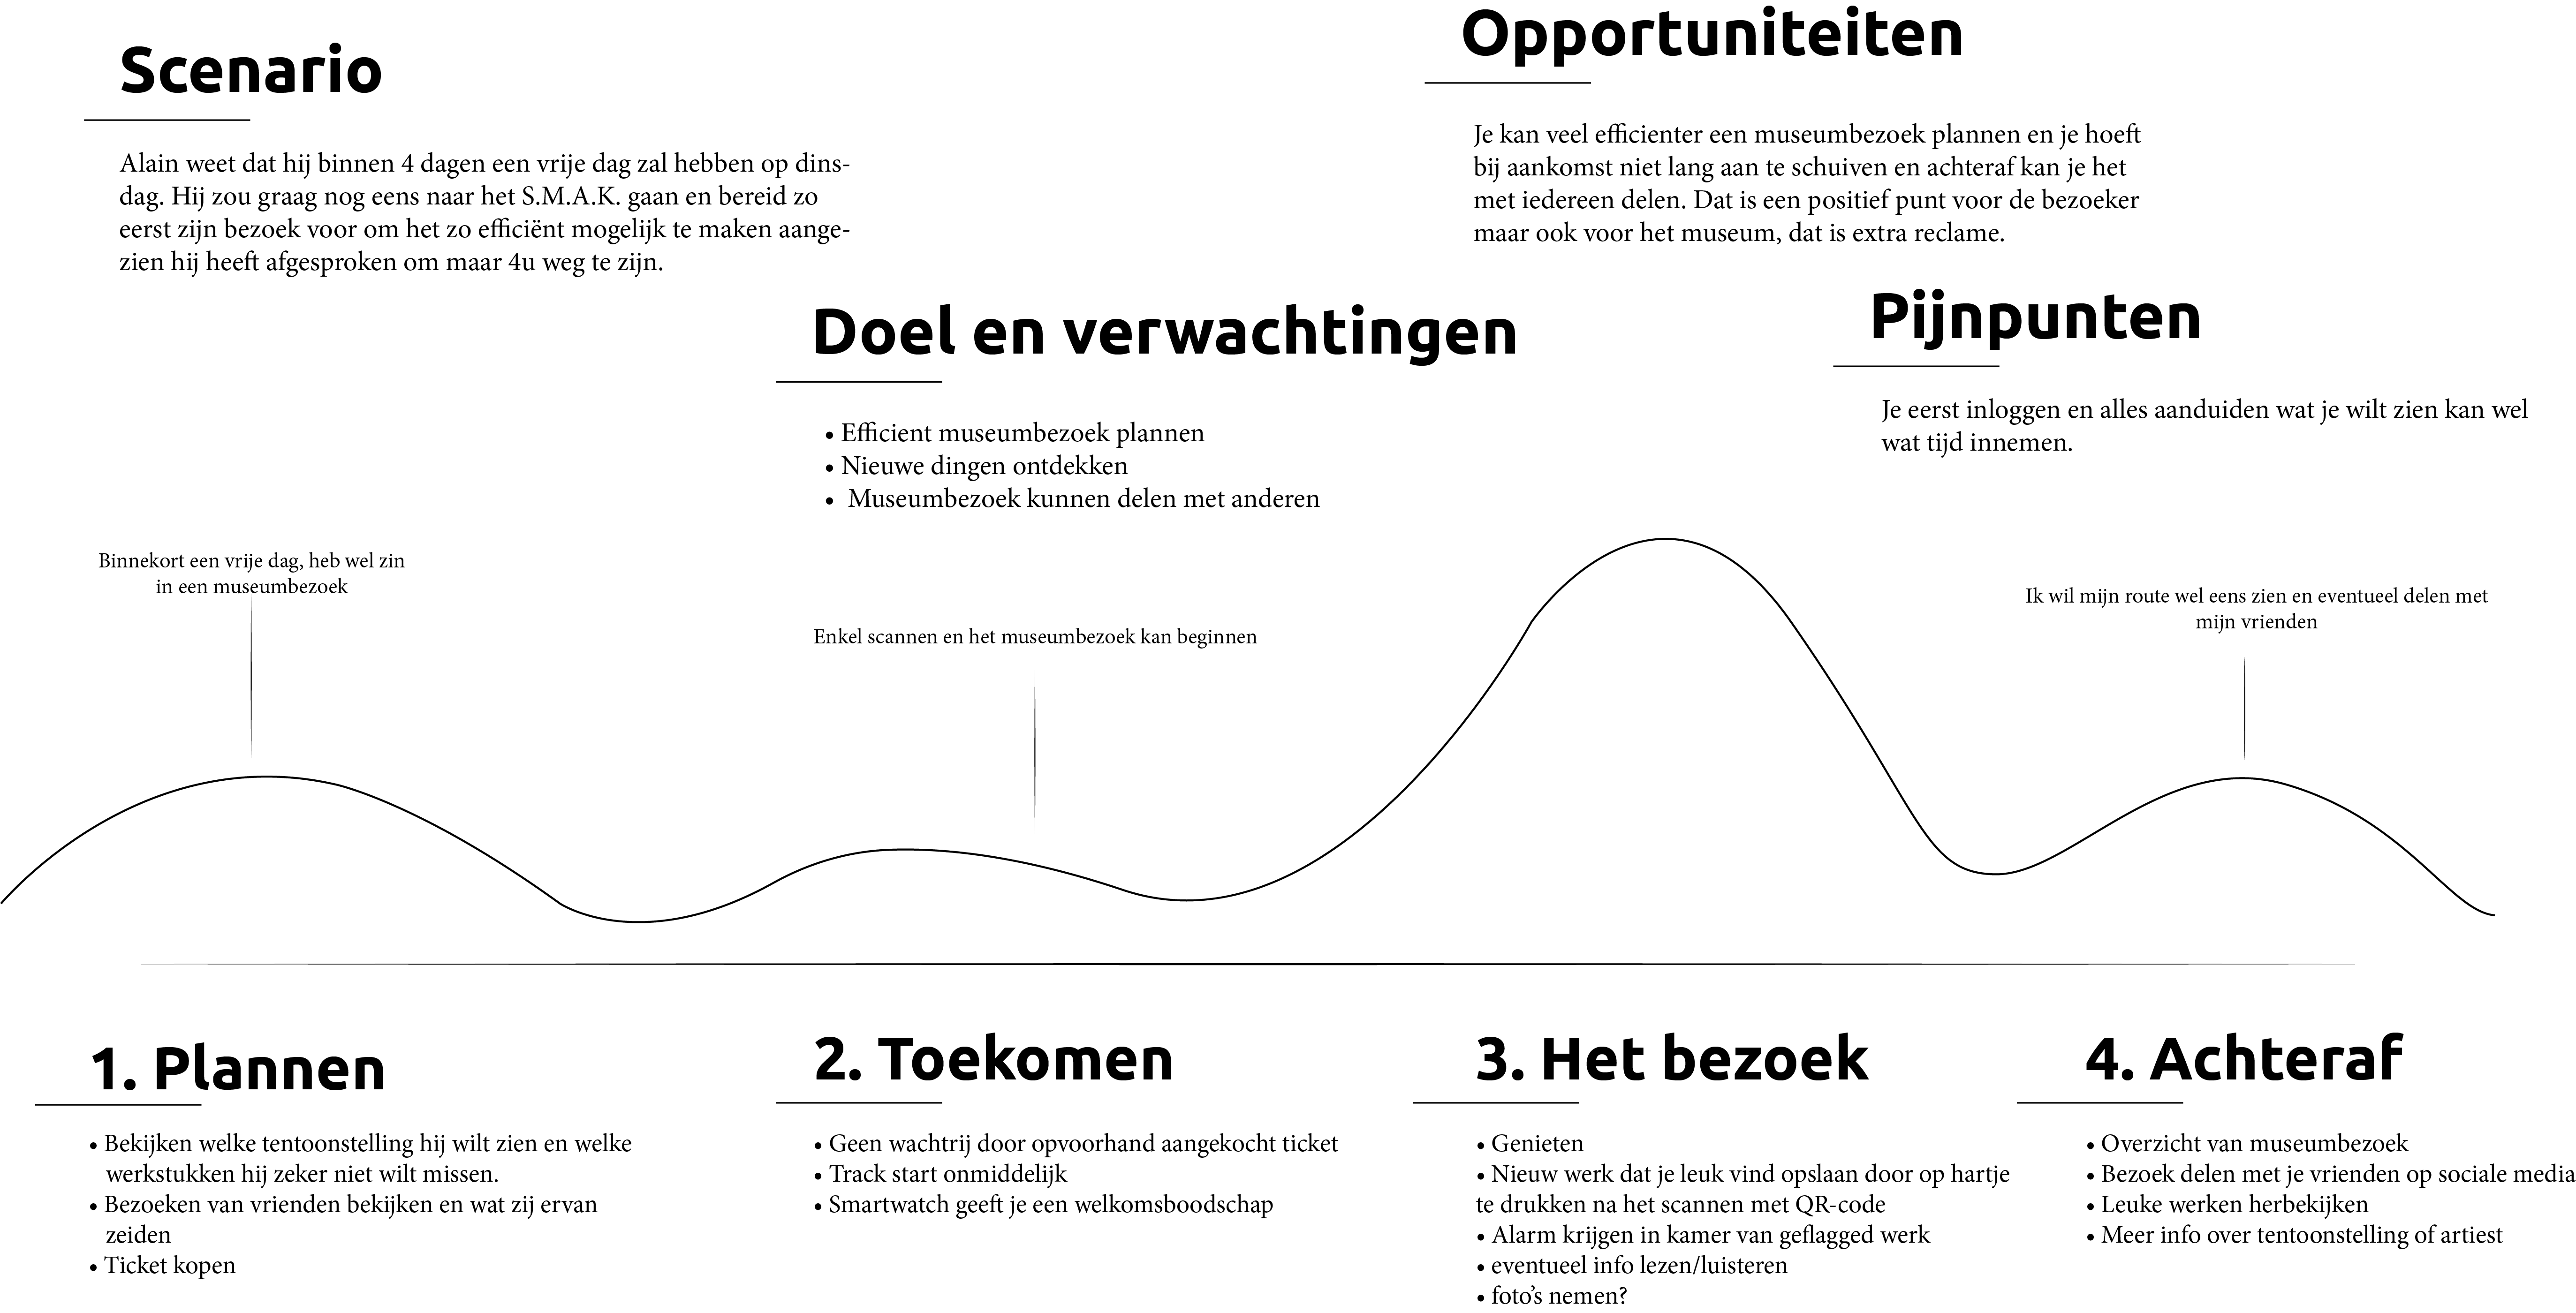 Scenario
Alain weet dat hij binnen 4 dagen een vrije dag zal hebben op dins-
dag. Hij zou graag nog eens naar het S.M.A.K. gaan en bereid zo
eerst zijn bezoek voor om het zo efficiënt mogelijk te maken aange-
zien hij heeft afgesproken om maar 4u weg te zijn.
Opportuniteiten
Je kan veel efficienter een museumbezoek plannen en je hoeft
bij aankomst niet lang aan te schuiven en achteraf kan je het
met iedereen delen. Dat is een positief punt voor de bezoeker
maar ook voor het museum, dat is extra reclame.
Doel en verwachtingen
• Efficient museumbezoek plannen
• Nieuwe dingen ontdekken
• Museumbezoek kunnen delen met anderen
Pijnpunten
Je eerst inloggen en alles aanduiden wat je wilt zien kan wel
wat tijd innemen.
Binnekort een vrije dag, heb wel zin
in een museumbezoek
Enkel scannen en het museumbezoek kan beginnen
Ik wil mijn route wel eens zien en eventueel delen met
mijn vrienden
1. Plannen
• Bekijken welke tentoonstelling hij wilt zien en welke
werkstukken hij zeker niet wilt missen.
• Bezoeken van vrienden bekijken en wat zij ervan
zeiden
• Ticket kopen
2. Toekomen
• Geen wachtrij door opvoorhand aangekocht ticket
• Track start onmiddelijk
• Smartwatch geeft je een welkomsboodschap
3. Het bezoek
• Genieten
• Nieuw werk dat je leuk vind opslaan door op hartje
te drukken na het scannen met QR-code
• Alarm krijgen in kamer van geflagged werk
• eventueel info lezen/luisteren
• foto's nemen?
4. Achteraf
• Overzicht van museumbezoek
• Bezoek delen met je vrienden op sociale media
• Leuke werken herbekijken
• Meer info over tentoonstelling of artiest